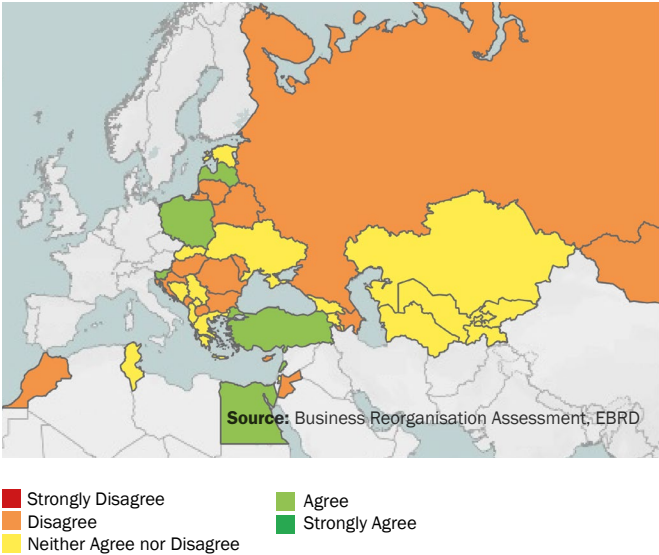 Source: Business Reorganisation Assessment, EBRD
Strongly Disagree
Disagree
Neither Agree nor Disagree
Agree
Strongly Agree